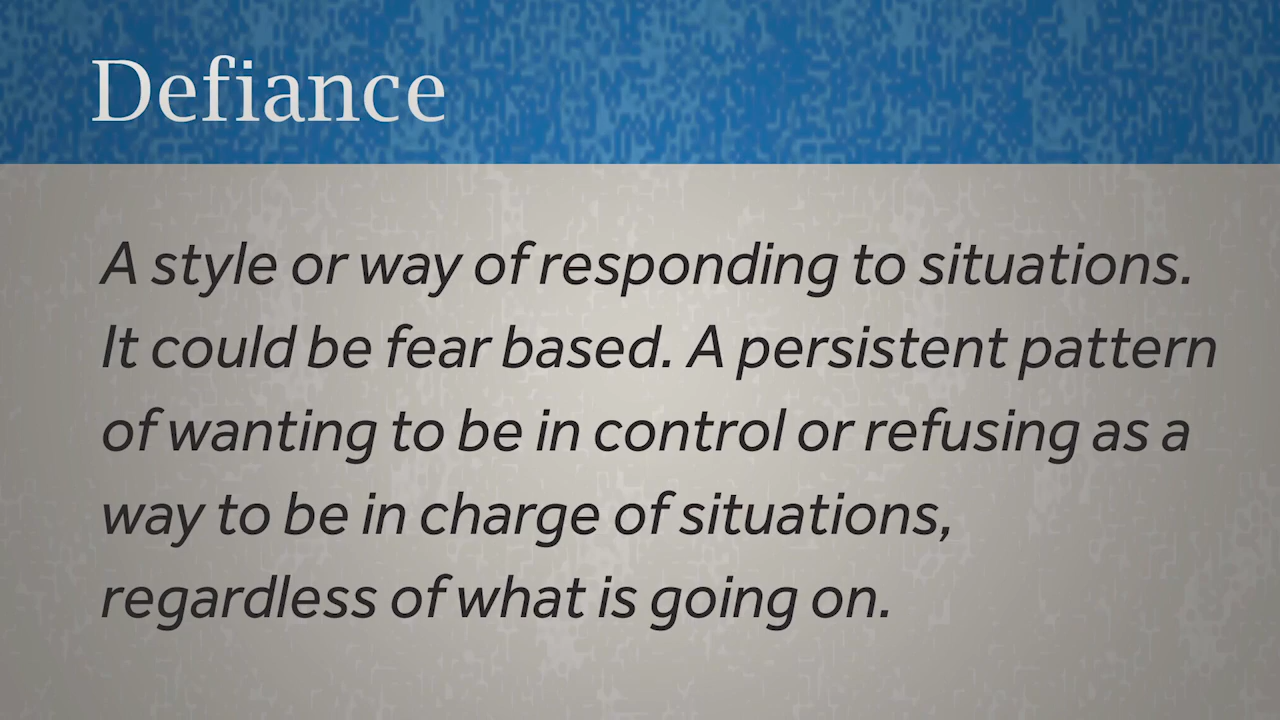 Defiance
A style or way of responding to situations.
It could be fear based. A persistent pattern
of wanting to be in control or refusing as a
way to be in charge of situations,
regardless of what is going on.